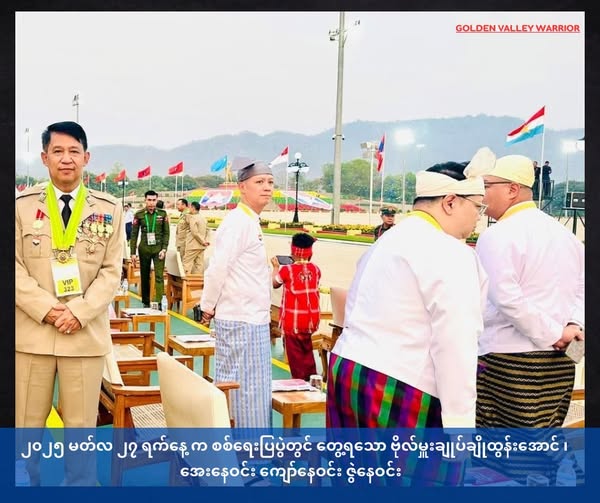 GOLDEN VALLEY WARRIOR
VIP
323
၂၀၂၅ မတ်လ ၂၇ ရက်နေ့ က စစ်ရေးပြပွဲတွင် တွေ့ရသော ဗိုလ်မှူးချုပ်ချိုထွန်းအောင် ၊
အေးနေဝင်း ကျော်နေဝင်း ဇွဲနေဝင်း